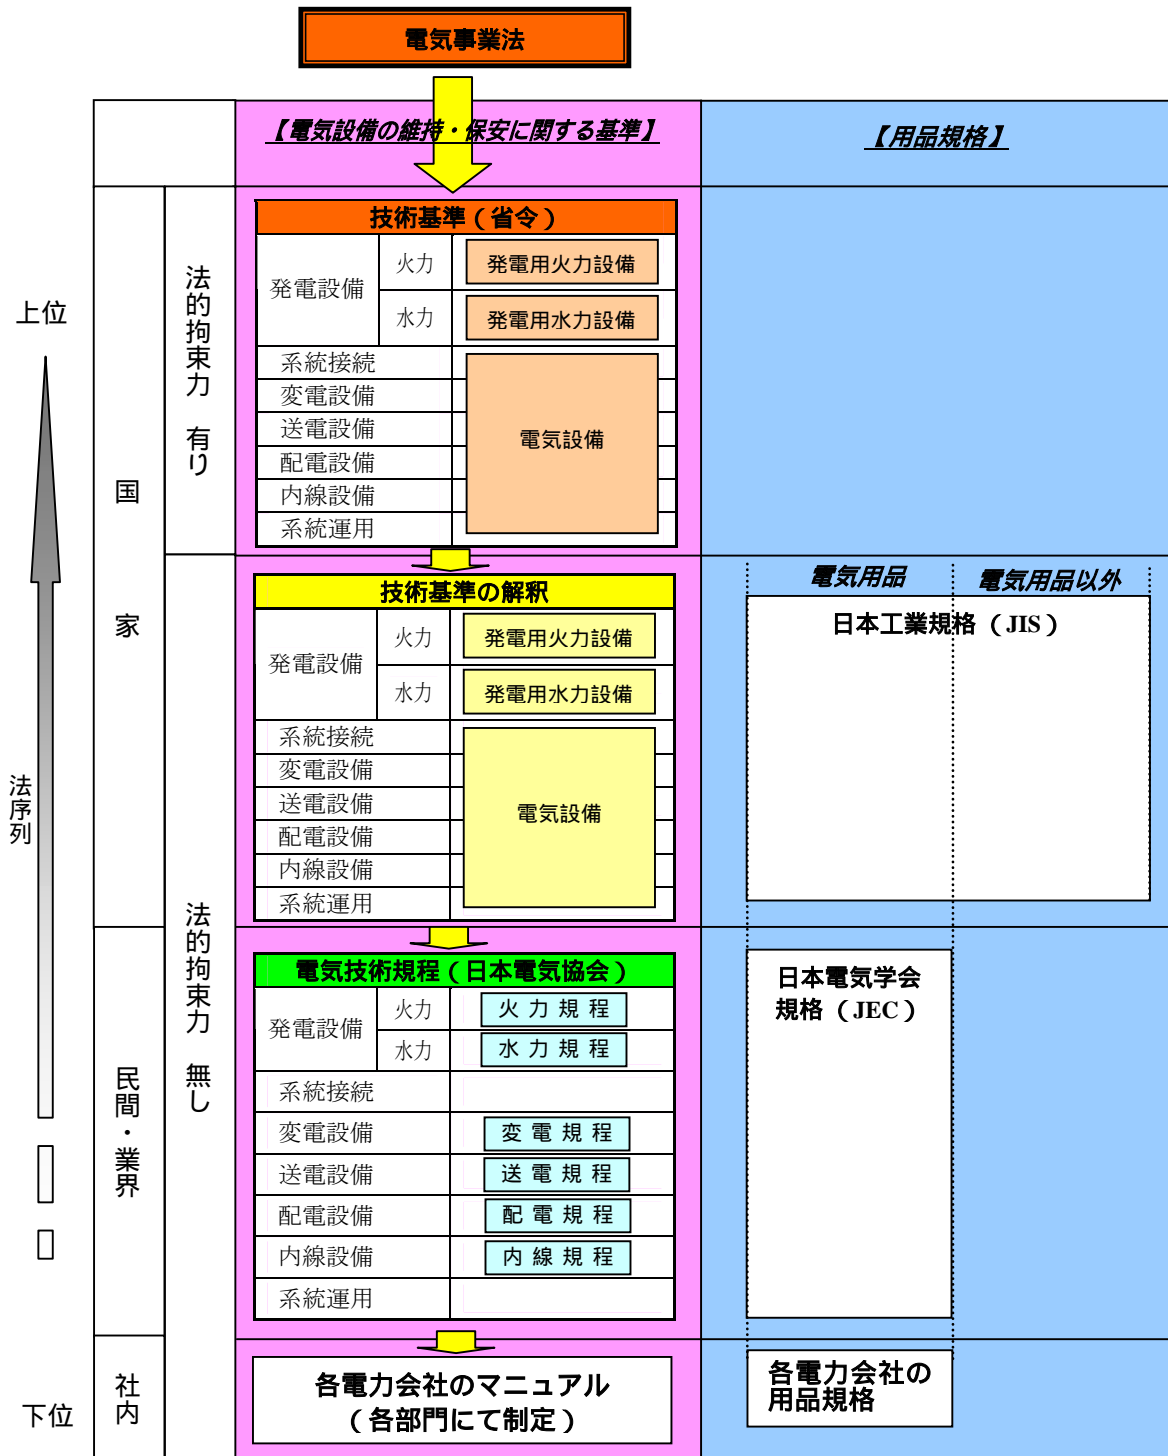 電気事業法
【電気設備の維持・保安に関する基準】
【用品規格】
上位
法序列
下位
国家
民間・業界
社内
法的拘束力 有り
法的拘束力 無し
技術基準（省令）
発電設備
火力
発電用火力設備
水力
発電用水力設備
系統接続
変電設備
送電設備
配電設備
内線設備
系統運用
電気設備
技術基準の解釈
発電設備
火力
発電用火力設備
水力
発電用水力設備
系統接続
変電設備
送電設備
配電設備
内線設備
系統運用
電気設備
電気用品
電気用品以外
日本工業規格（JIS）
電気技術規程（日本電気協会）
発電設備
火力
火力規程
水力
水力規程
系統接続
変電設備
変電規程
送電設備
送電規程
配電設備
配電規程
内線設備
内線規程
系統運用
日本電気学会
規格（JEC）
各電力会社のマニュアル
（各部門にて制定）
各電力会社の
用品規格